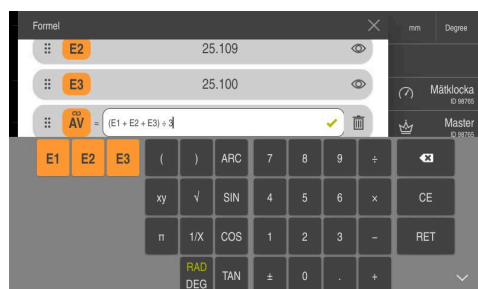 Formel
mm Degree
E2 25.109
E3 25.100
Mätklocka
ID 98765
AV = (E1 + E2 + E3) ÷ 3
Master
ID 98765
E1 E2 E3 ( ) ARC 7 8 9 ÷
xy √ SIN 4 5 6 × CE
π 1/X COS 1 2 3 – RET
RAD
DEG TAN ± 0 . +